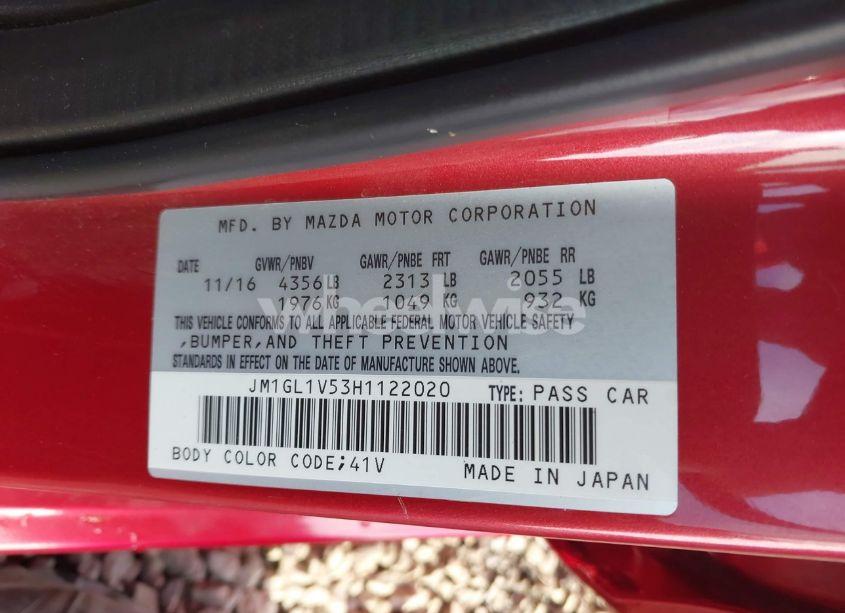 MFD. BY MAZDA MOTOR CORPORATION
DATE GVWR/PNBV GAWR/PNBE FRT GAWR/PNBE RR
11/16 4356 LB 2313 LB 2055 LB
1976 KG 1049 KG 932 KG
wheelwise
THIS VEHICLE CONFORMS TO ALL APPLICABLE FEDERAL MOTOR VEHICLE SAFETY
,BUMPER,AND THEFT PREVENTION
STANDARDS IN EFFECT ON THE DATE OF MANUFACTURE SHOWN ABOVE.
JM1GL1V53H1122020 TYPE: PASS CAR
BODY COLOR CODE;41V MADE IN JAPAN